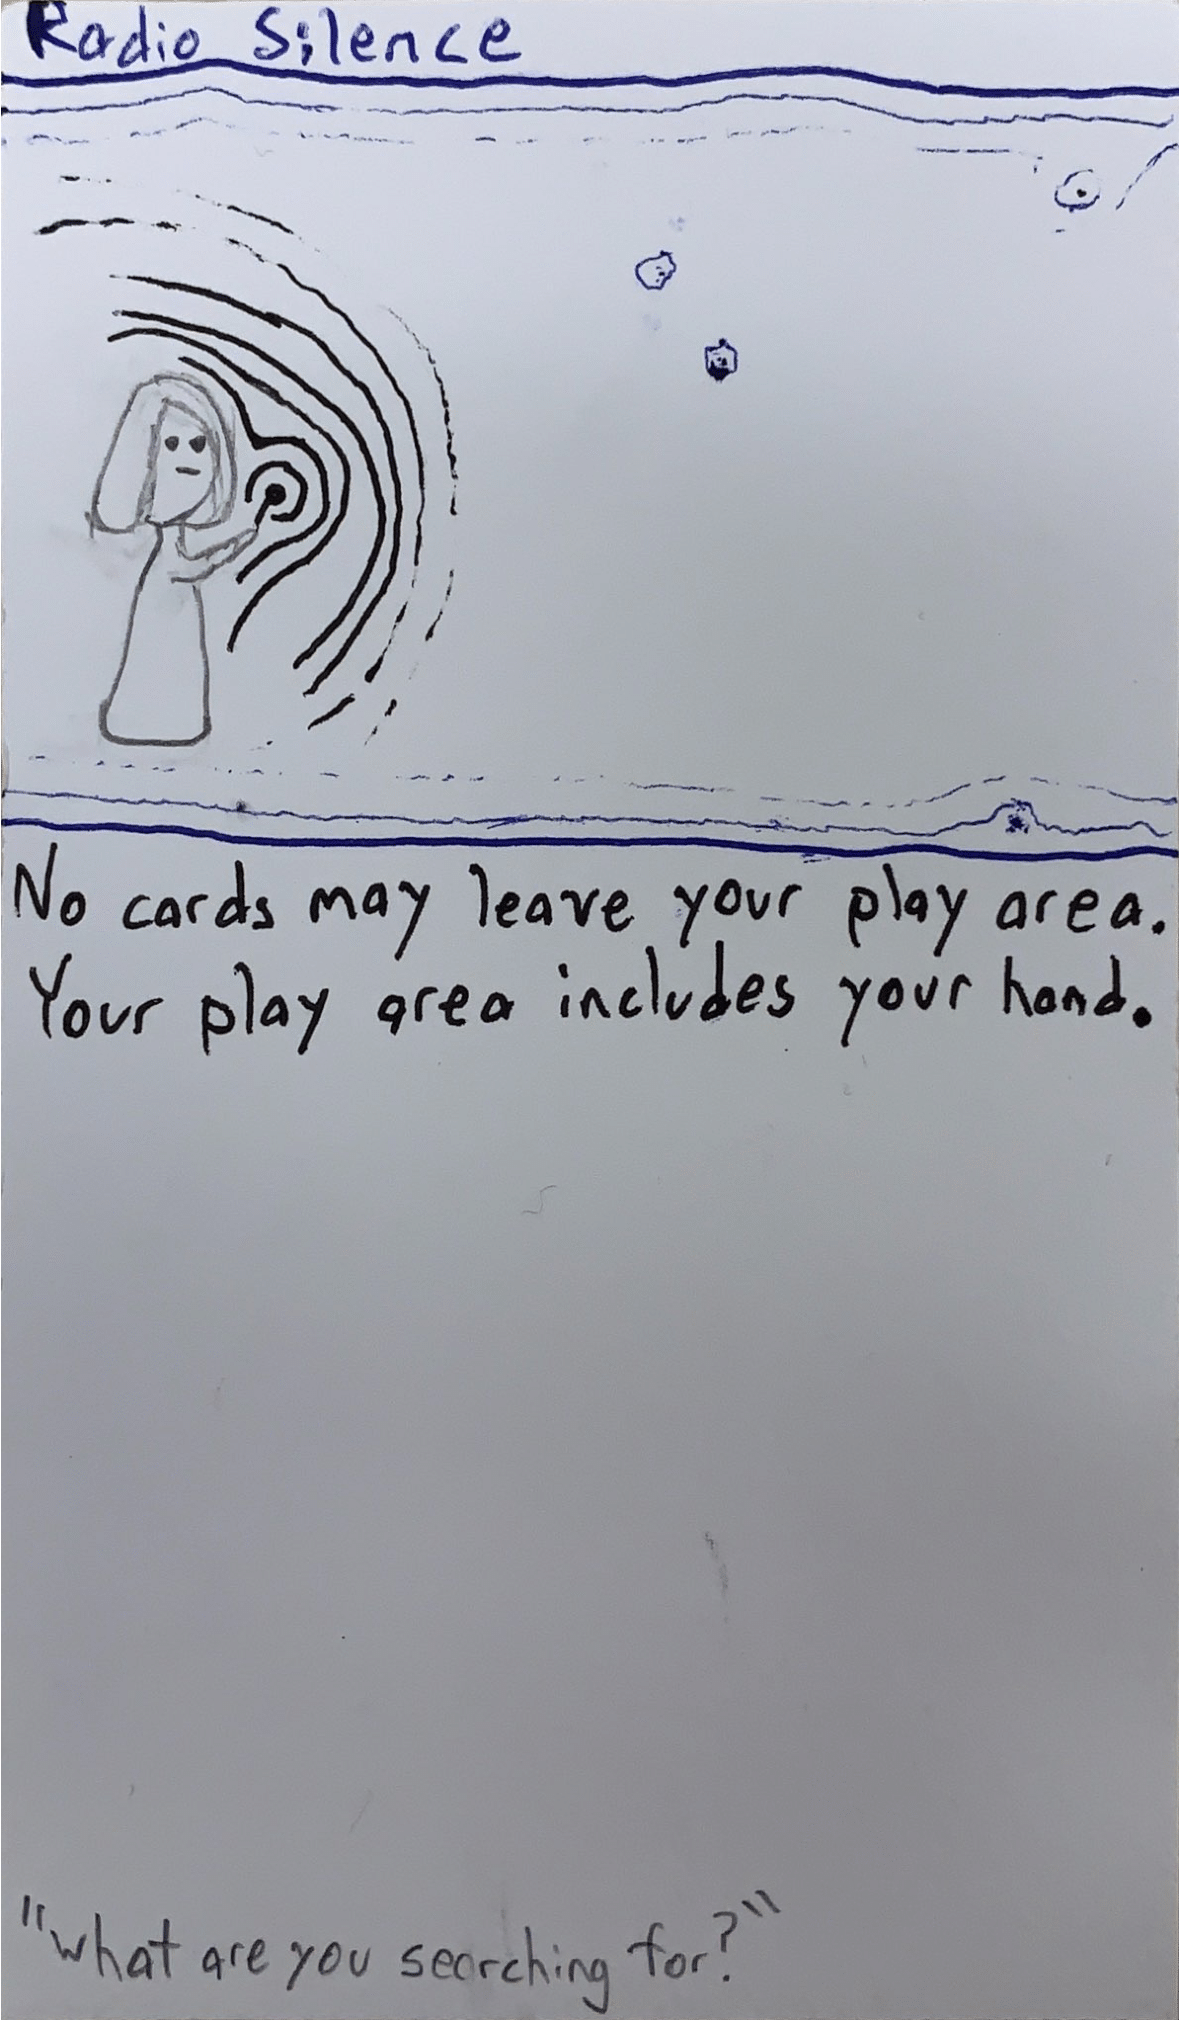 Radio Silence
No cards may leave your play area.
Your play area includes your hand.
"what are you searching for?"